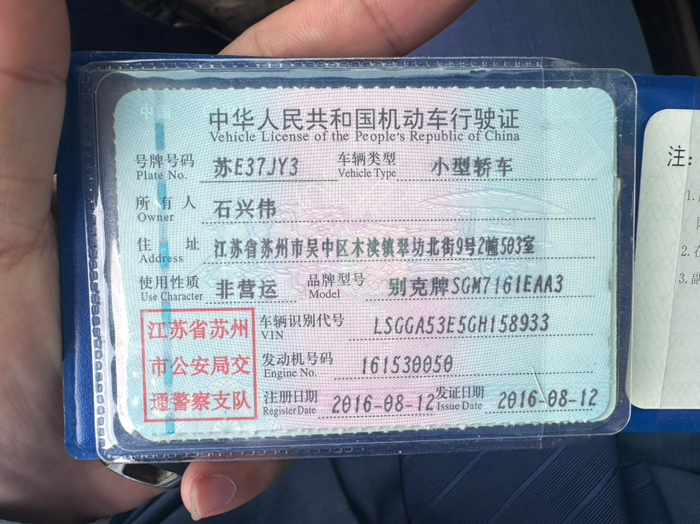 中华人民共和国机动车行驶证
Vehicle License of the People's Republic of China
号牌号码 苏E37JY3 车辆类型 小型轿车
Plate No. Vehicle Type
所有人 石兴伟
Owner
住址 江苏省苏州市吴中区木渎镇翠坊北街9号2幢503室
Address
使用性质 非营运 品牌型号 别克牌SGM7161EAA3
Use Character Model
江苏省苏州
市公安局交
通警察支队
车辆识别代号 LSGGA53E5GH158933
VIN
发动机号码 161530050
Engine No.
注册日期 2016-08-12 发证日期 2016-08-12
Register Date Issue Date
注:
1.
2.
3.副